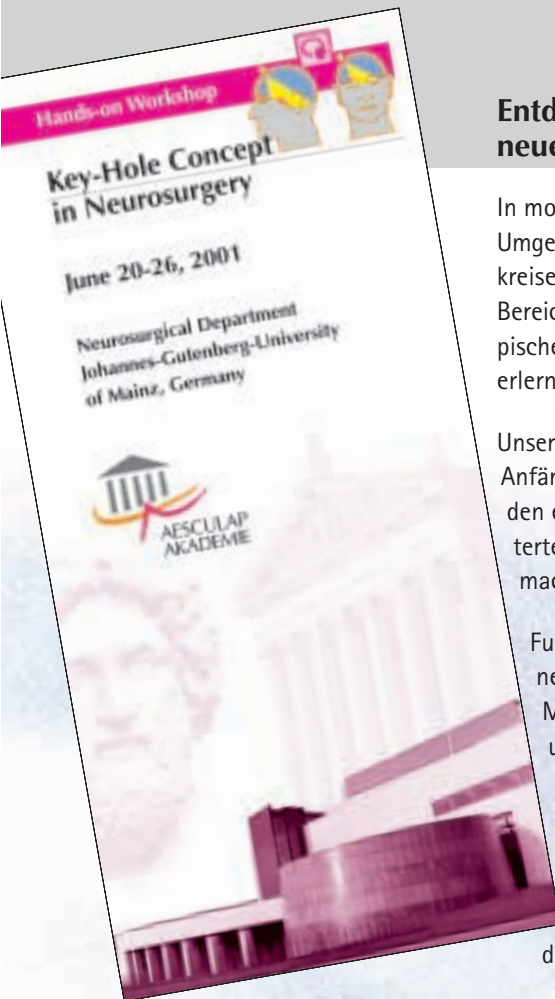 Hands-on Workshop
Key-Hole Concept
in Neurosurgery
June 20-26, 2001
Neurosurgical Department
Johannes-Gutenberg-University
of Mainz, Germany
AESCULAP
AKADEMIE
Entd
neue
In mo
Umge
kreise
Bereic
pische
erlern
Unser
Anfär
den e
terte
mac
Fu
ne
M
u
d